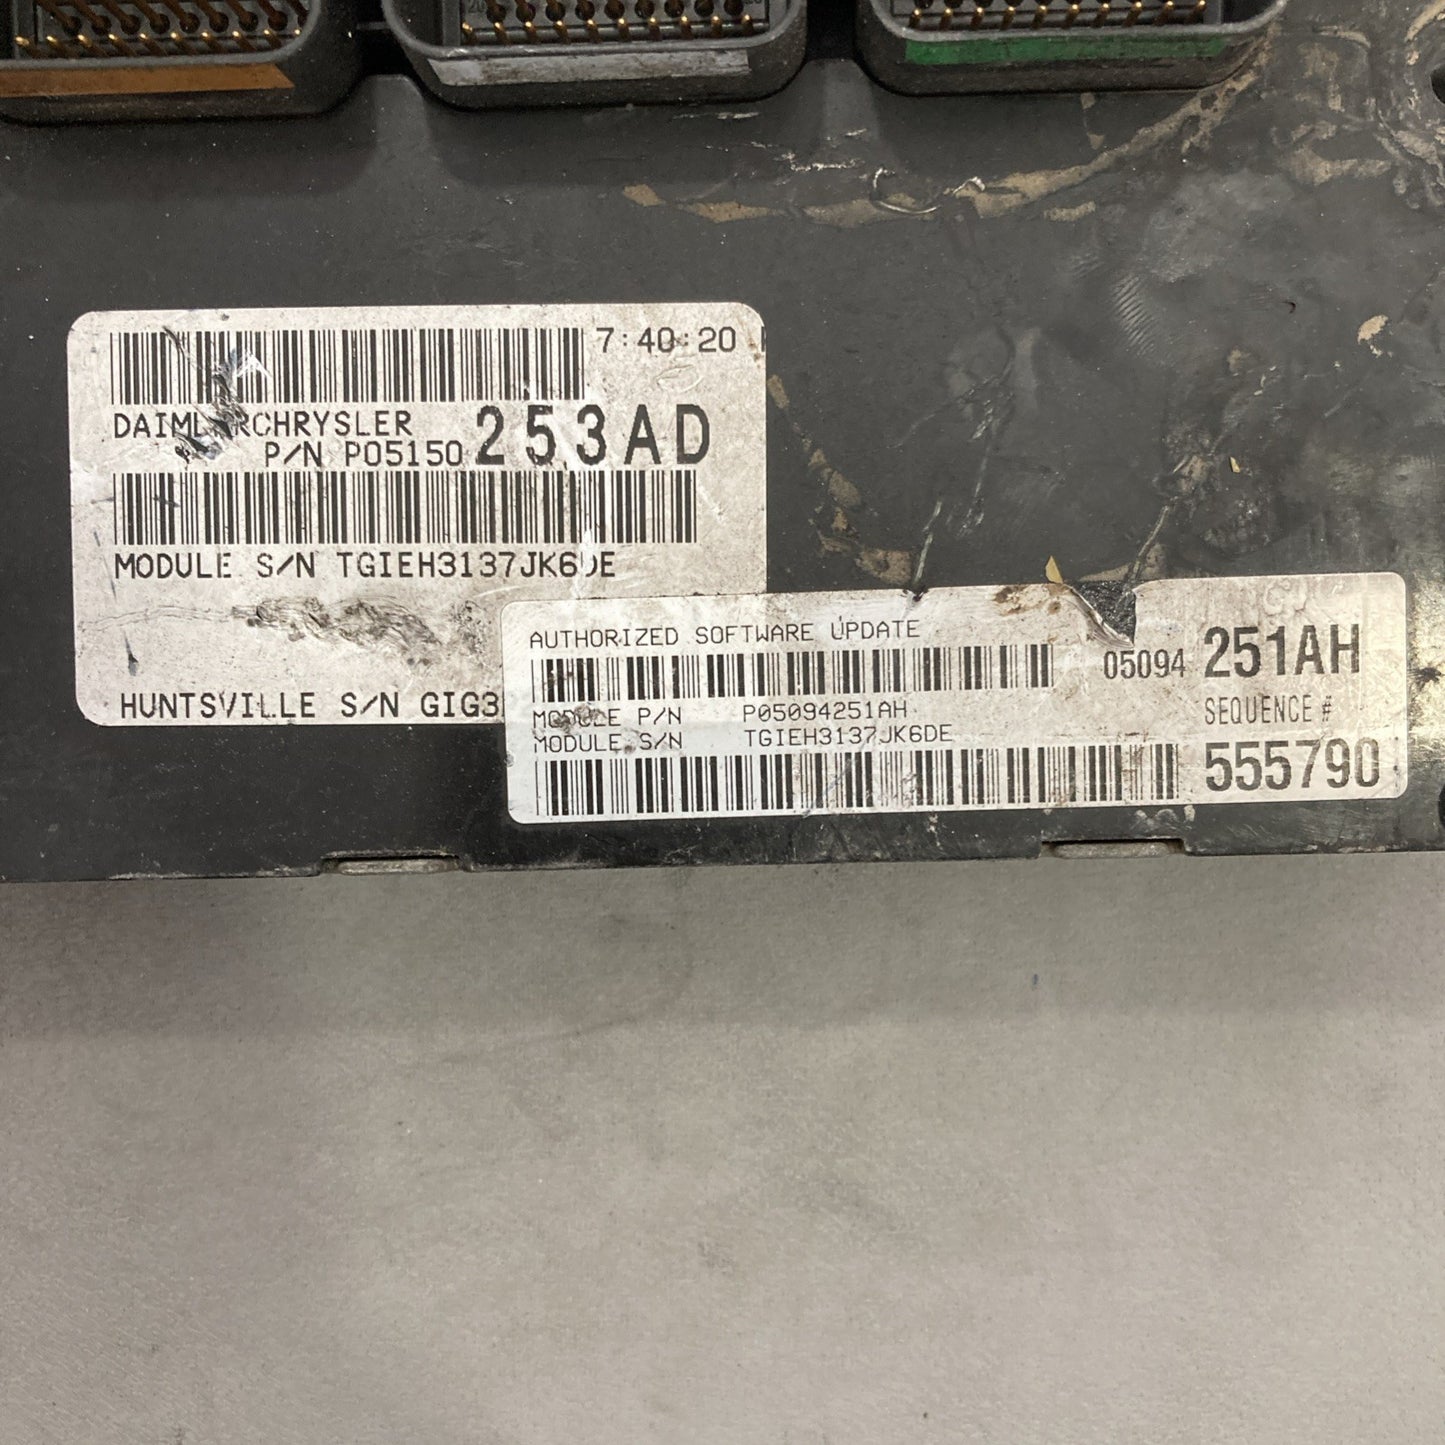 7:40:20
DAIMLERCHRYSLER
P/N P05150 253AD
MODULE S/N TGIEH3137JK6DE
HUNTSVILLE S/N GIG3
AUTHORIZED SOFTWARE UPDATE
05094 251AH
MODULE P/N P05094251AH
SEQUENCE #
MODULE S/N TGIEH3137JK6DE
555790